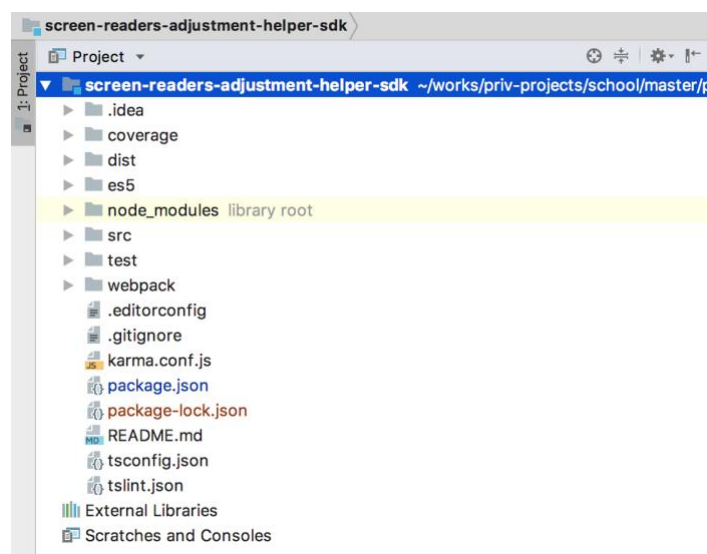 screen-readers-adjustment-helper-sdk
1: Project
Project
screen-readers-adjustment-helper-sdk ~/works/priv-projects/school/master/p
.idea
coverage
dist
es5
node_modules library root
src
test
webpack
.editorconfig
.gitignore
JS karma.conf.js
package.json
package-lock.json
MD README.md
tsconfig.json
tslint.json
External Libraries
Scratches and Consoles